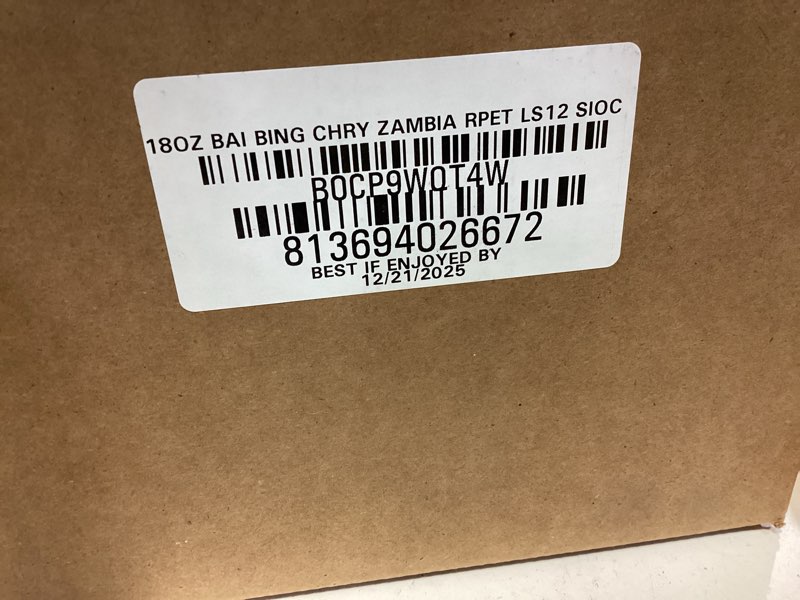 18OZ BAI BING CHRY ZAMBIA RPET LS12 SIOC
B0CP9WQT4W
813694026672
BEST IF ENJOYED BY
12/21/2025